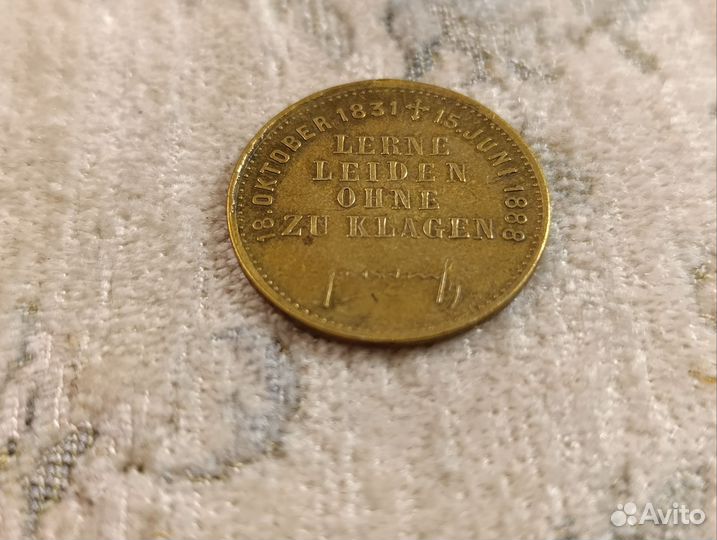 18. OKTOBER 1831 ✢ 15. JUNI 1888
LERNE
LEIDEN
OHNE
ZU KLAGEN
Avito